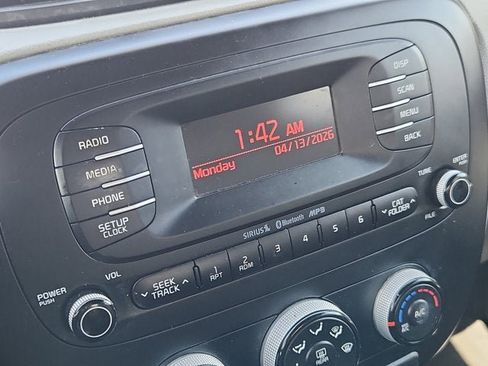 1:42 AM
Monday 04/13/2026
RADIO
MEDIA
PHONE
SETUP
CLOCK
DISP
SCAN
MENU
BACK
SIRIUS Bluetooth MP3
POWER
PUSH
VOL
SEEK
TRACK
1
RPT
2
RDM
3
4
5
6
CAT
FOLDER
TUNE
FILE
ENTER
REAR
A/C